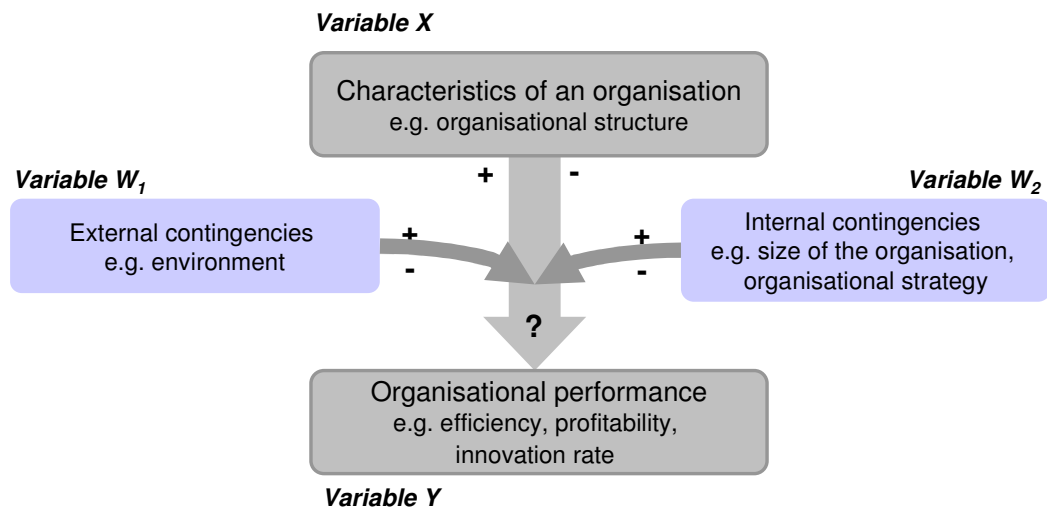 Variable X
Characteristics of an organisation
e.g. organisational structure
+ -
Variable W1
External contingencies
e.g. environment
+
-
Variable W2
Internal contingencies
e.g. size of the organisation,
organisational strategy
+
-
?
Organisational performance
e.g. efficiency, profitability,
innovation rate
Variable Y